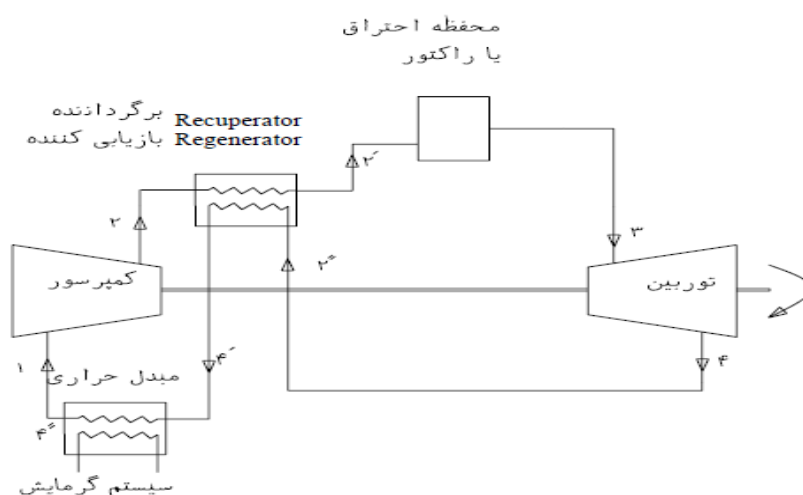 محفظه احتراق
یا راکتور
برگرداننده Recuperator
بازیابی کننده Regenerator
۲
۲′
۳
۲″
کمپرسور
توربین
۱
۴′
۴
مبدل حراری
۴″
سیستم گرمایش